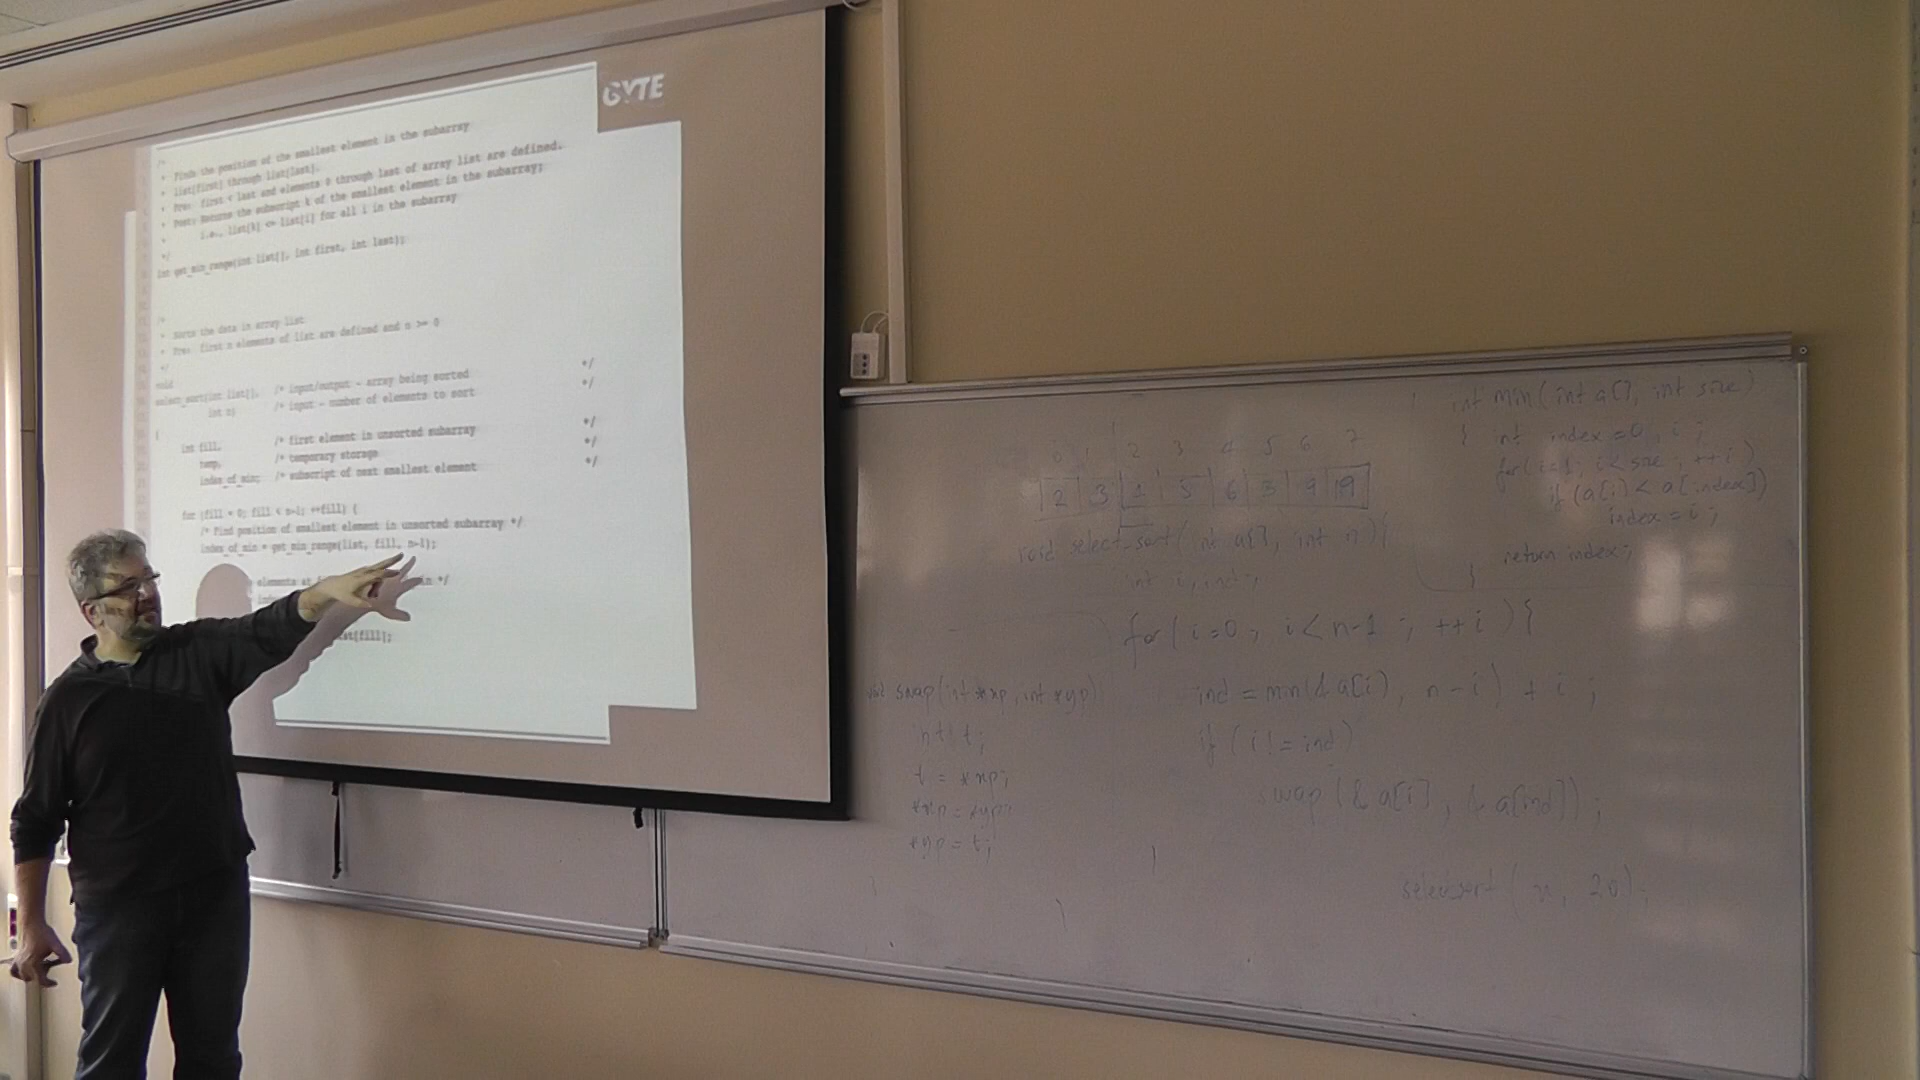 GYTE
/*
* Finds the position of the smallest element in the subarray
* list[first] through list[last].
* Pre: first < last and elements 0 through last of array list are defined.
* Post: Returns the subscript k of the smallest element in the subarray;
* i.e., list[k] <= list[i] for all i in the subarray
*/
int get_min_range(int list[], int first, int last);
/*
* Sorts the data in array list
* Pre: first n elements of list are defined and n >= 0
*/
void
select_sort(int list[], /* input/output - array being sorted */
int n) /* input - number of elements to sort */
{
int fill, /* first element in unsorted subarray */
temp, /* temporary storage */
index_of_min; /* subscript of next smallest element */
for (fill = 0; fill < n-1; ++fill) {
/* Find position of smallest element in unsorted subarray */
index_of_min = get_min_range(list, fill, n-1);
elements at
*/
0 1 2 3 4 5 6 7
2 3 4 5 6 3 9 19
void select_sort(int a[], int n){
int i, ind;
for(i=0; i<n-1; ++i){
ind = min(&a[i], n-i) + i;
if (i!=ind)
swap(&a[i], &a[ind]);
}
selectsort(x, 20);
void swap(int *xp, int *yp)
int t;
t = *xp;
*xp = *yp;
*yp = t;
}
int min(int a[], int size)
{ int index=0, i;
for(i=1; i<size; ++i)
if (a[i] < a[index])
index = i;
return index;
}